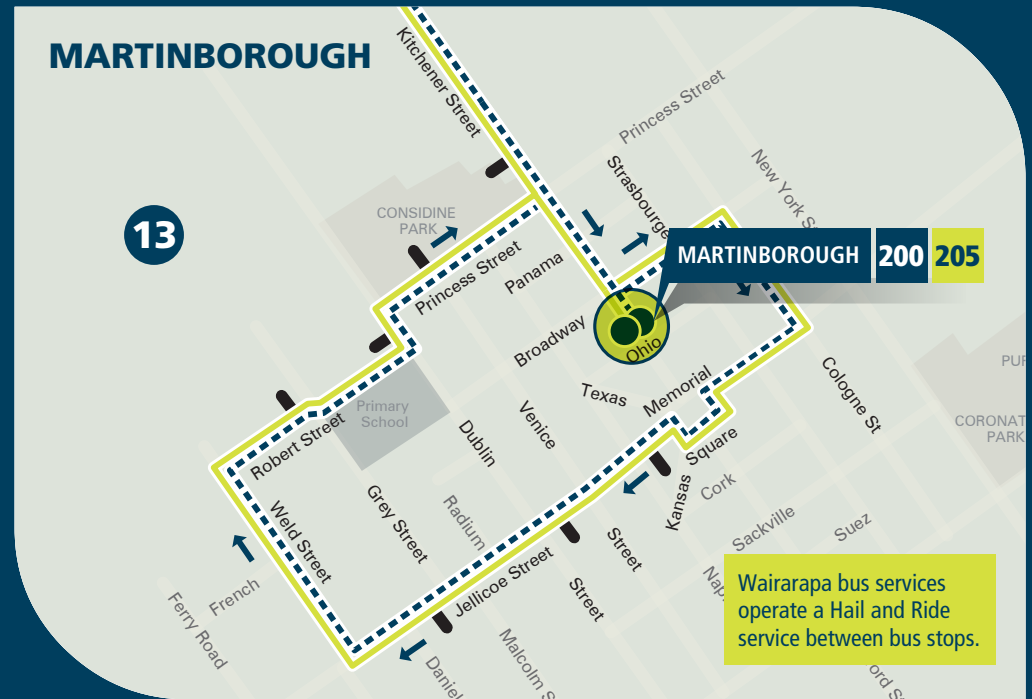 MARTINBOROUGH
Kitchener Street
Princess Street
Strasbourge
New York
13
CONSIDINE
PARK
MARTINBOROUGH 200 205
Princess Street
Panama
Broadway
Ohio
Texas
Memorial
Cologne St
CORONAT
PARK
Primary
School
Robert Street
Dublin
Venice
Square
Kansas
Cork
Grey Street
Radium
Weld Street
Sackville
Suez
Street
Jellicoe Street
Street
Wairarapa bus services
operate a Hail and Ride
service between bus stops.
French
Ferry Road
Daniel
Malcolm S